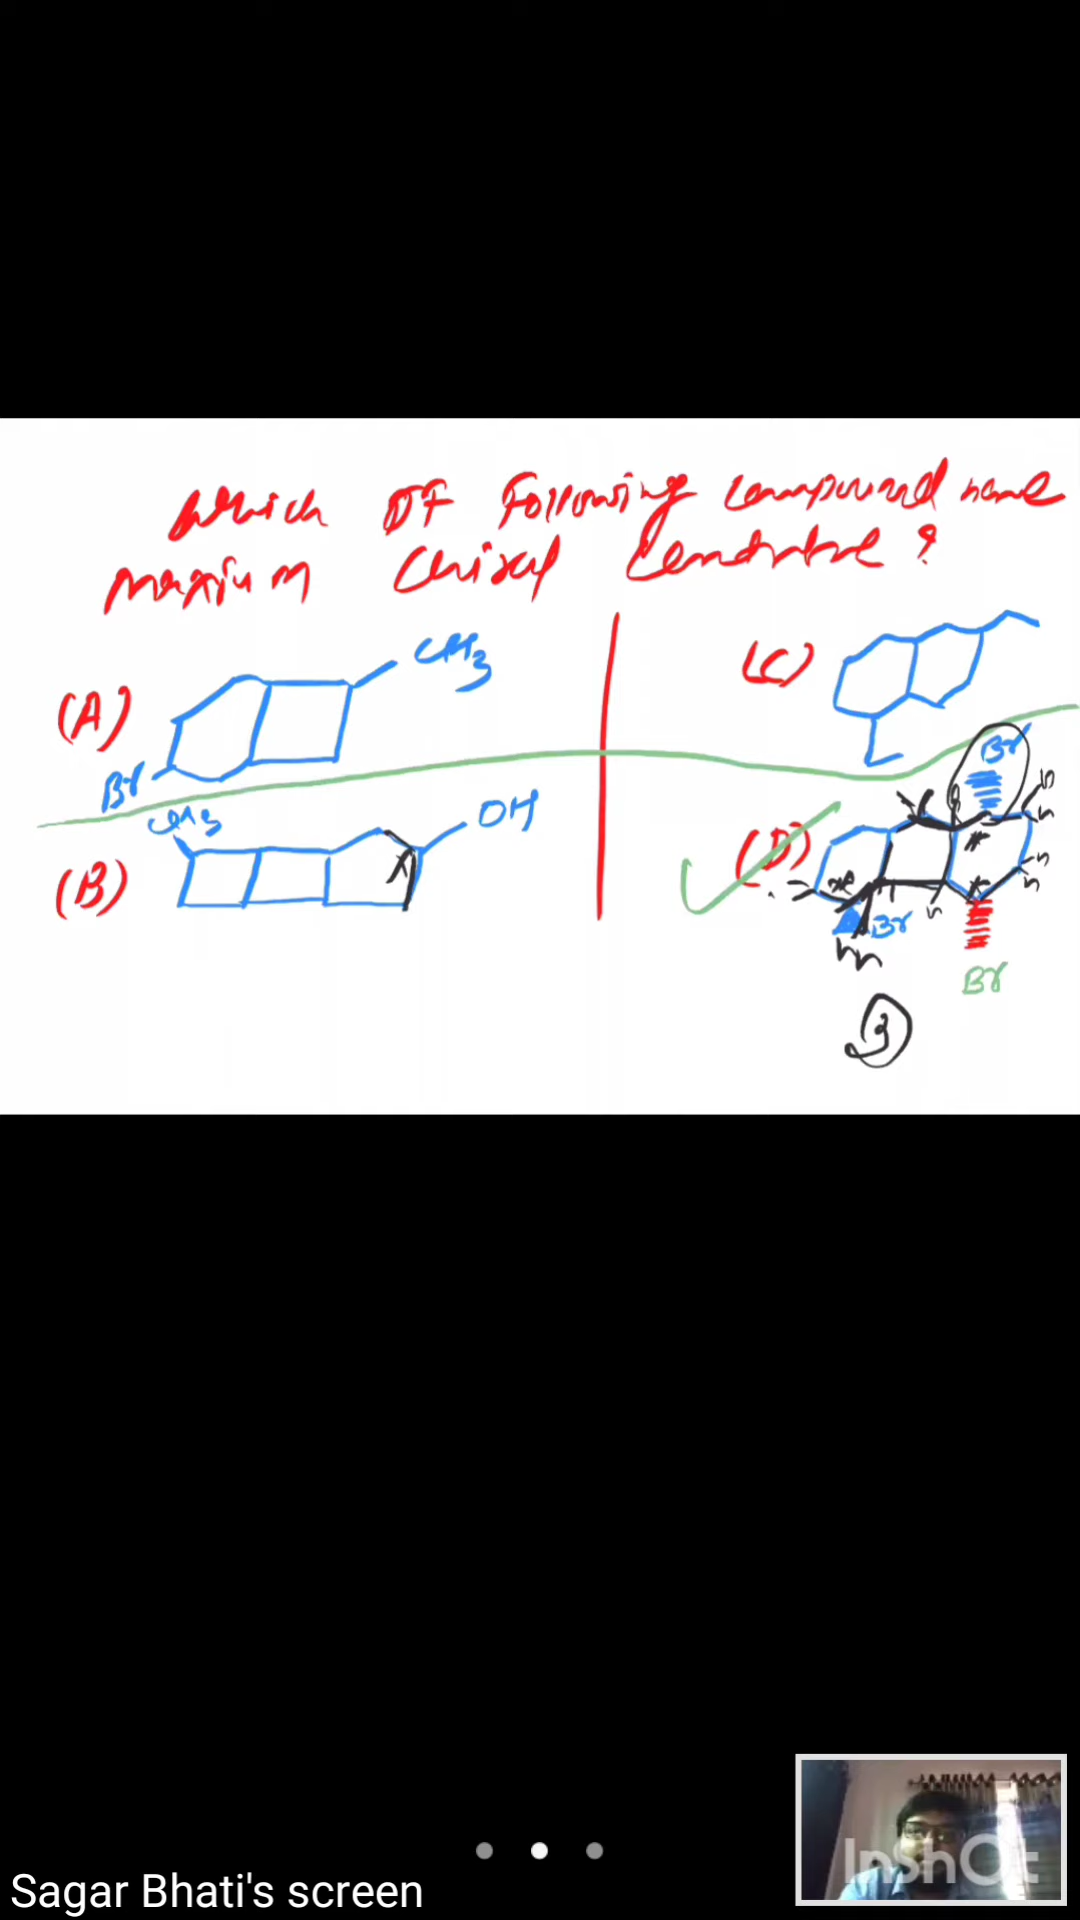 which OF Following compound have
maxium Chiral Centre ?
(A)
CH3
Br
(B)
CH3
OH
(C)
(D)
Br
Br
Br
3
InShOt
Sagar Bhati's screen